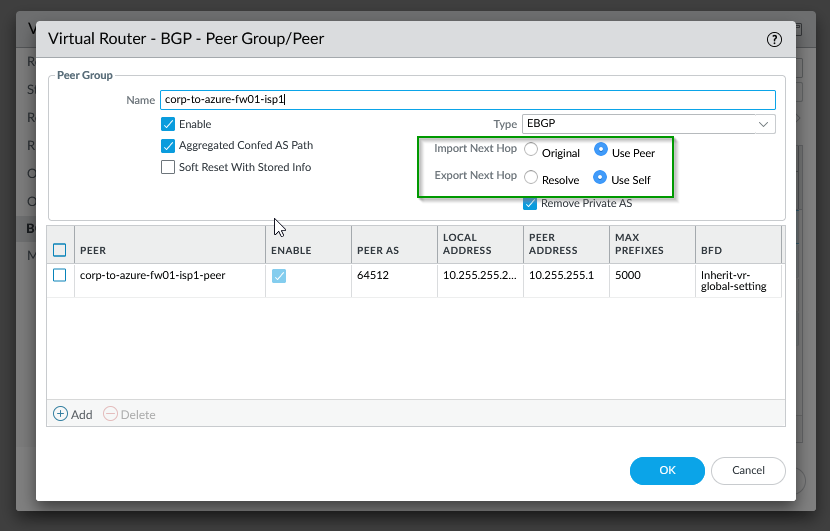 Virtual Router - BGP - Peer Group/Peer
Peer Group
Name corp-to-azure-fw01-isp1
Enable
Type EBGP
Aggregated Confed AS Path
Import Next Hop Original Use Peer
Soft Reset With Stored Info
Export Next Hop Resolve Use Self
Remove Private AS
PEER ENABLE PEER AS LOCAL ADDRESS PEER ADDRESS MAX PREFIXES BFD
corp-to-azure-fw01-isp1-peer 64512 10.255.255.2... 10.255.255.1 5000 Inherit-vr-global-setting
Add Delete
OK Cancel